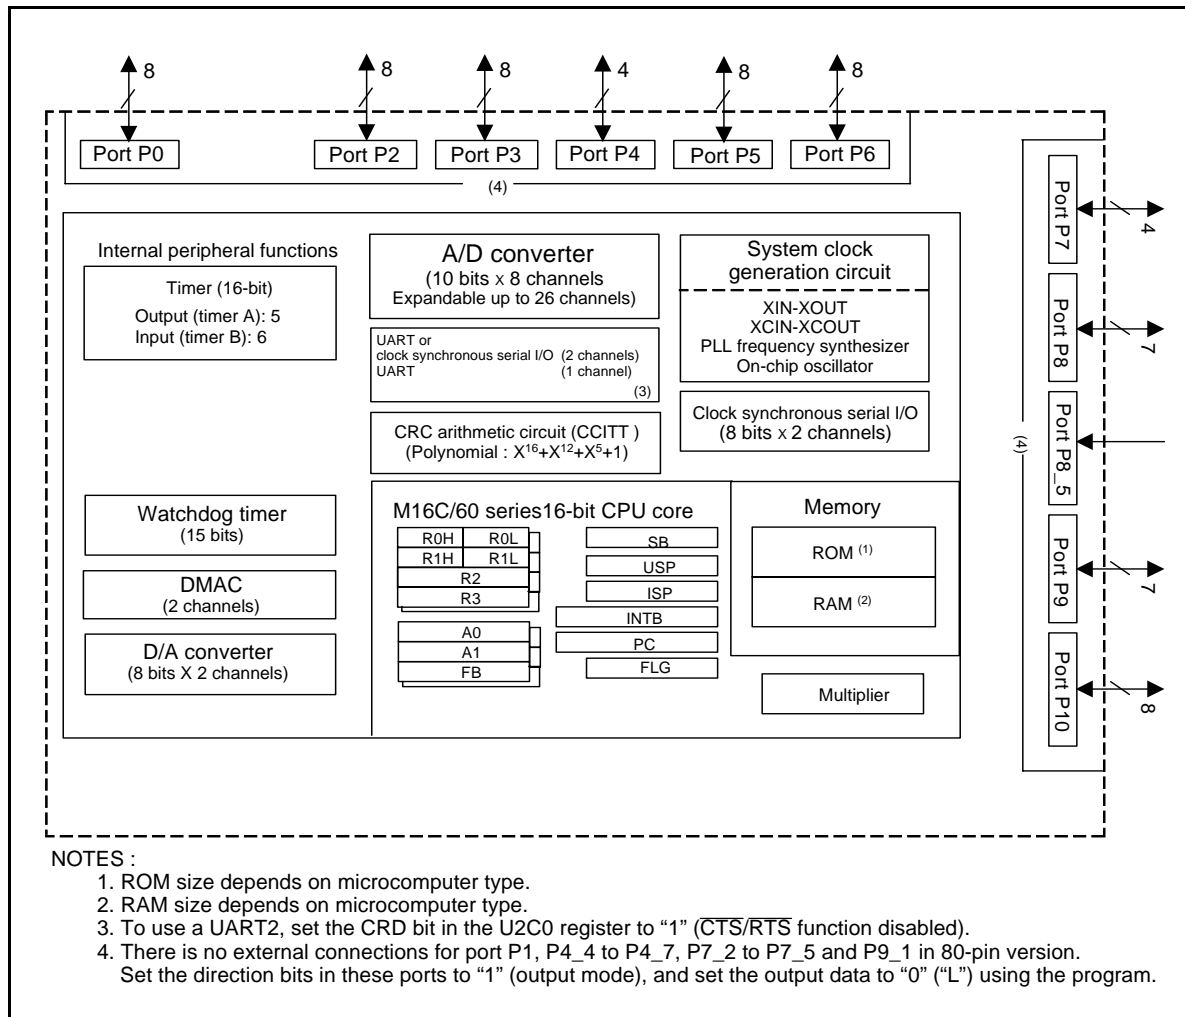 8
8
8
4
8
8
Port P0
Port P2
Port P3
Port P4
Port P5
Port P6
(4)
Internal peripheral functions
Timer (16-bit)
Output (timer A): 5
Input (timer B): 6
A/D converter
(10 bits x 8 channels
Expandable up to 26 channels)
System clock
generation circuit
XIN-XOUT
XCIN-XCOUT
PLL frequency synthesizer
On-chip oscillator
UART or
clock synchronous serial I/O (2 channels)
UART (1 channel)
(3)
Clock synchronous serial I/O
(8 bits x 2 channels)
CRC arithmetic circuit (CCITT )
(Polynomial : X¹⁶+X¹²+X⁵+1)
Watchdog timer
(15 bits)
DMAC
(2 channels)
D/A converter
(8 bits X 2 channels)
M16C/60 series16-bit CPU core
R0H R0L
R1H R1L
R2
R3
A0
A1
FB
SB
USP
ISP
INTB
PC
FLG
Memory
ROM (1)
RAM (2)
Multiplier
(4)
Port P7
4
Port P8
7
Port P8_5
Port P9
7
Port P10
8
NOTES :
1. ROM size depends on microcomputer type.
2. RAM size depends on microcomputer type.
3. To use a UART2, set the CRD bit in the U2C0 register to “1” (CTS/RTS function disabled).
4. There is no external connections for port P1, P4_4 to P4_7, P7_2 to P7_5 and P9_1 in 80-pin version.
Set the direction bits in these ports to “1” (output mode), and set the output data to “0” (“L”) using the program.